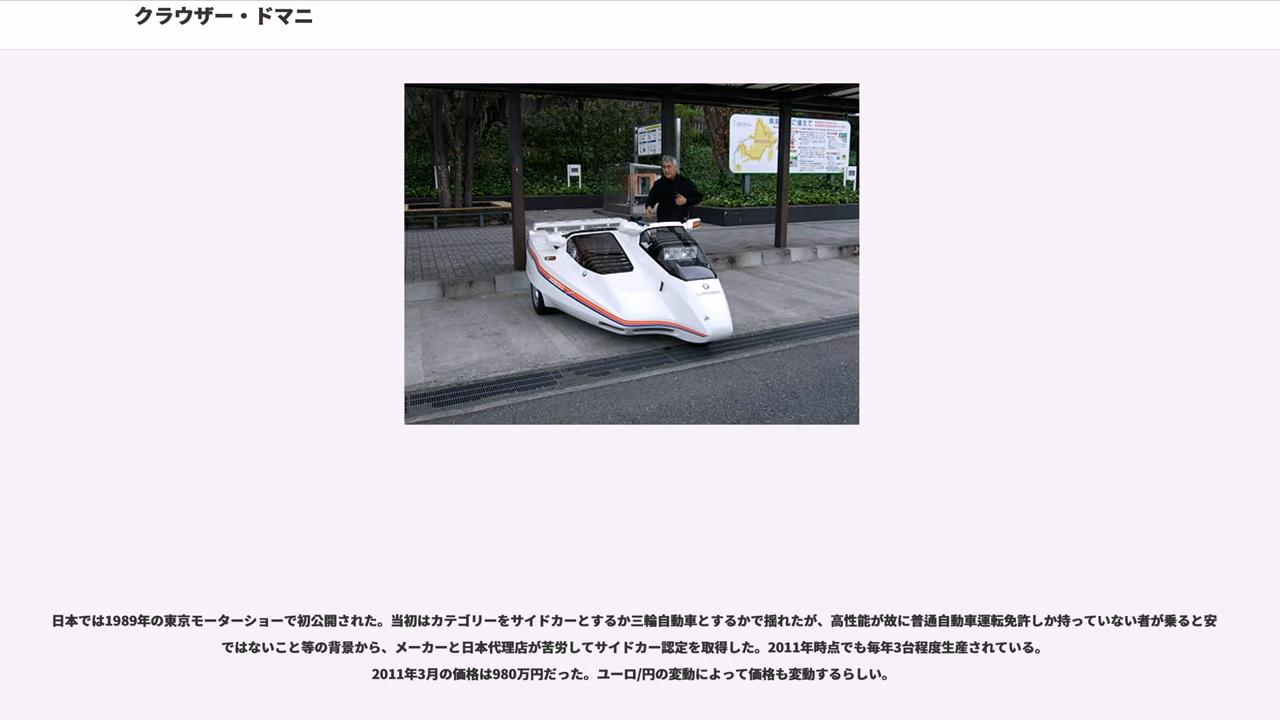 クラウザー・ドマニ
日本では1989年の東京モーターショーで初公開された。当初はカテゴリーをサイドカーとするか三輪自動車とするかで揺れたが、高性能が故に普通自動車運転免許しか持っていない者が乗ると安
ではないこと等の背景から、メーカーと日本代理店が苦労してサイドカー認定を取得した。2011年時点でも毎年3台程度生産されている。
2011年3月の価格は980万円だった。ユーロ/円の変動によって価格も変動するらしい。